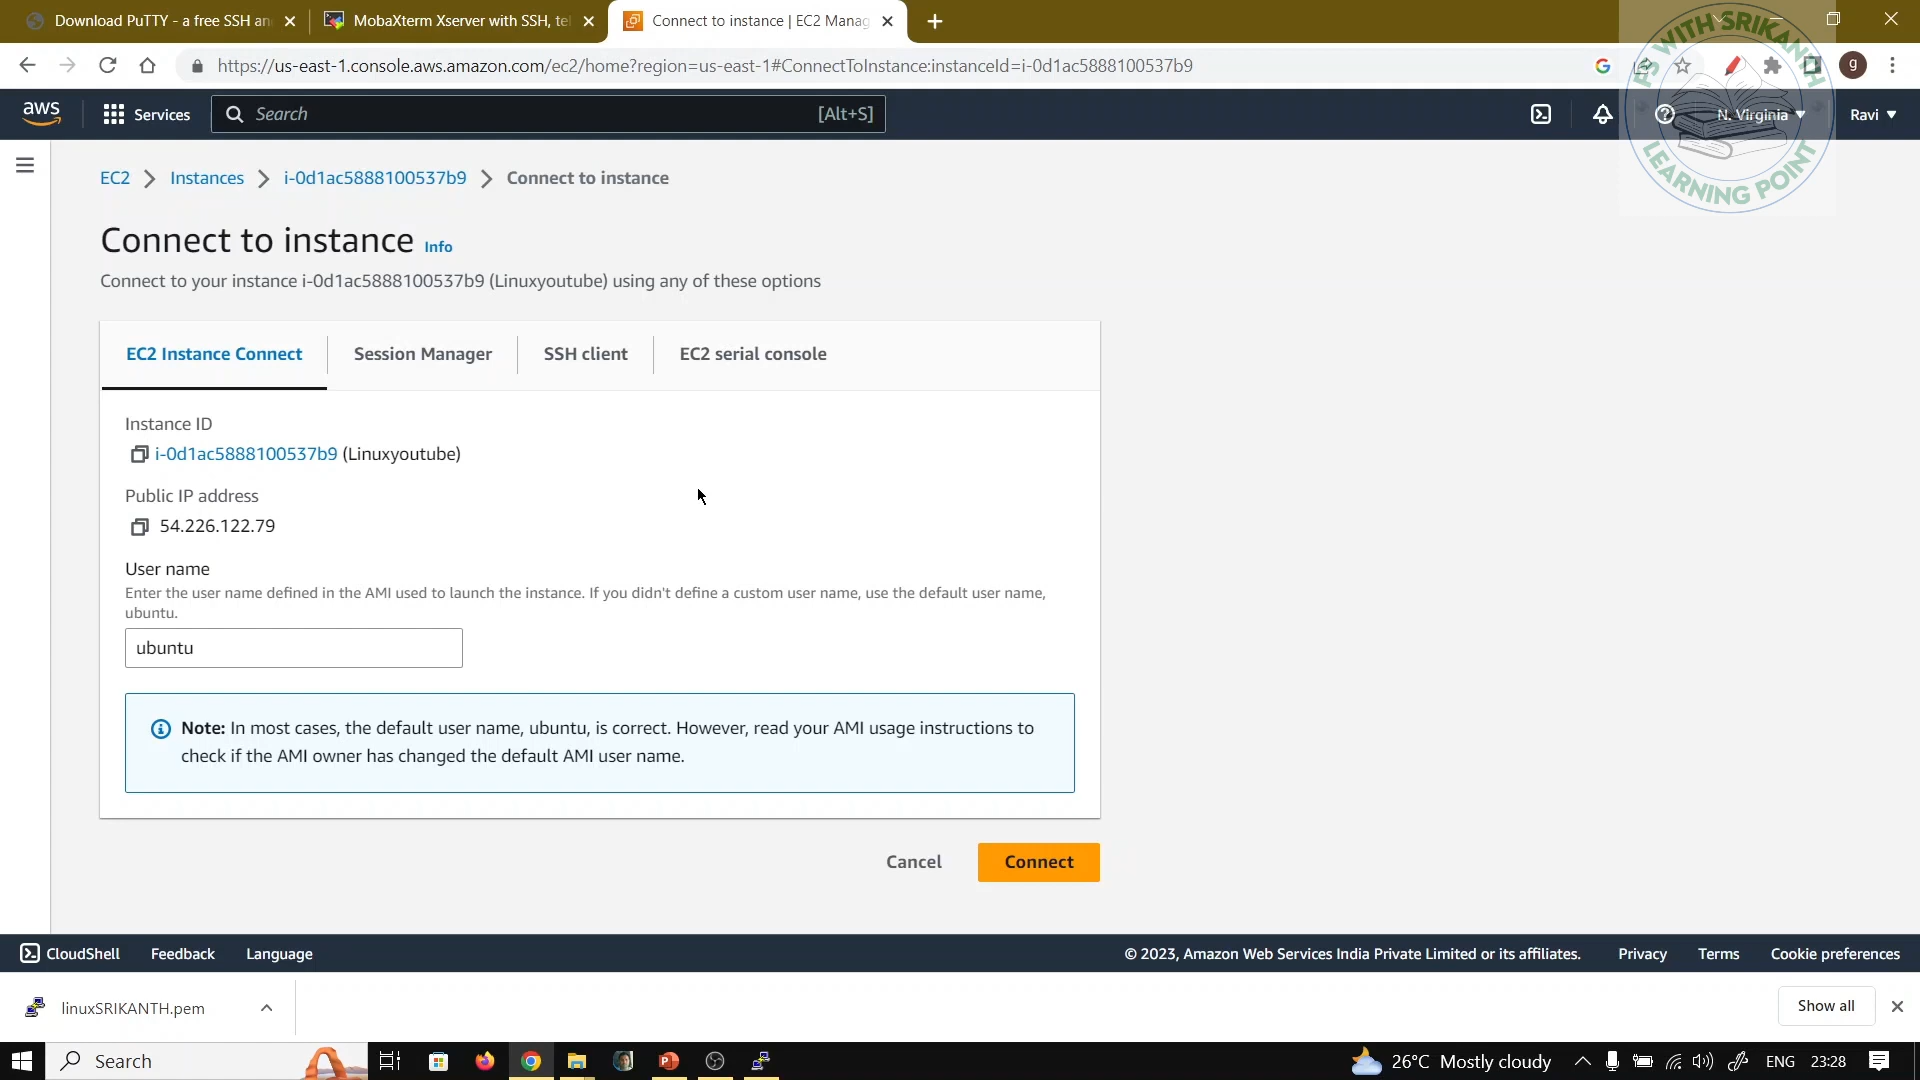 Download PuTTY - a free SSH an
MobaXterm Xserver with SSH, tel
Connect to instance | EC2 Manag
https://us-east-1.console.aws.amazon.com/ec2/home?region=us-east-1#ConnectToInstance:instanceId=i-0d1ac5888100537b9
g
aws
Services
Search
[Alt+S]
N. Virginia
Ravi
PS WITH SRIKANTH
LEARNING POINT
EC2
Instances
i-0d1ac5888100537b9
Connect to instance
Connect to instance Info
Connect to your instance i-0d1ac5888100537b9 (Linuxyoutube) using any of these options
EC2 Instance Connect
Session Manager
SSH client
EC2 serial console
Instance ID
i-0d1ac5888100537b9 (Linuxyoutube)
Public IP address
54.226.122.79
User name
Enter the user name defined in the AMI used to launch the instance. If you didn't define a custom user name, use the default user name,
ubuntu.
ubuntu
Note: In most cases, the default user name, ubuntu, is correct. However, read your AMI usage instructions to
check if the AMI owner has changed the default AMI user name.
Cancel
Connect
CloudShell
Feedback
Language
© 2023, Amazon Web Services India Private Limited or its affiliates.
Privacy
Terms
Cookie preferences
linuxSRIKANTH.pem
Show all
Search
26°C Mostly cloudy
ENG
23:28